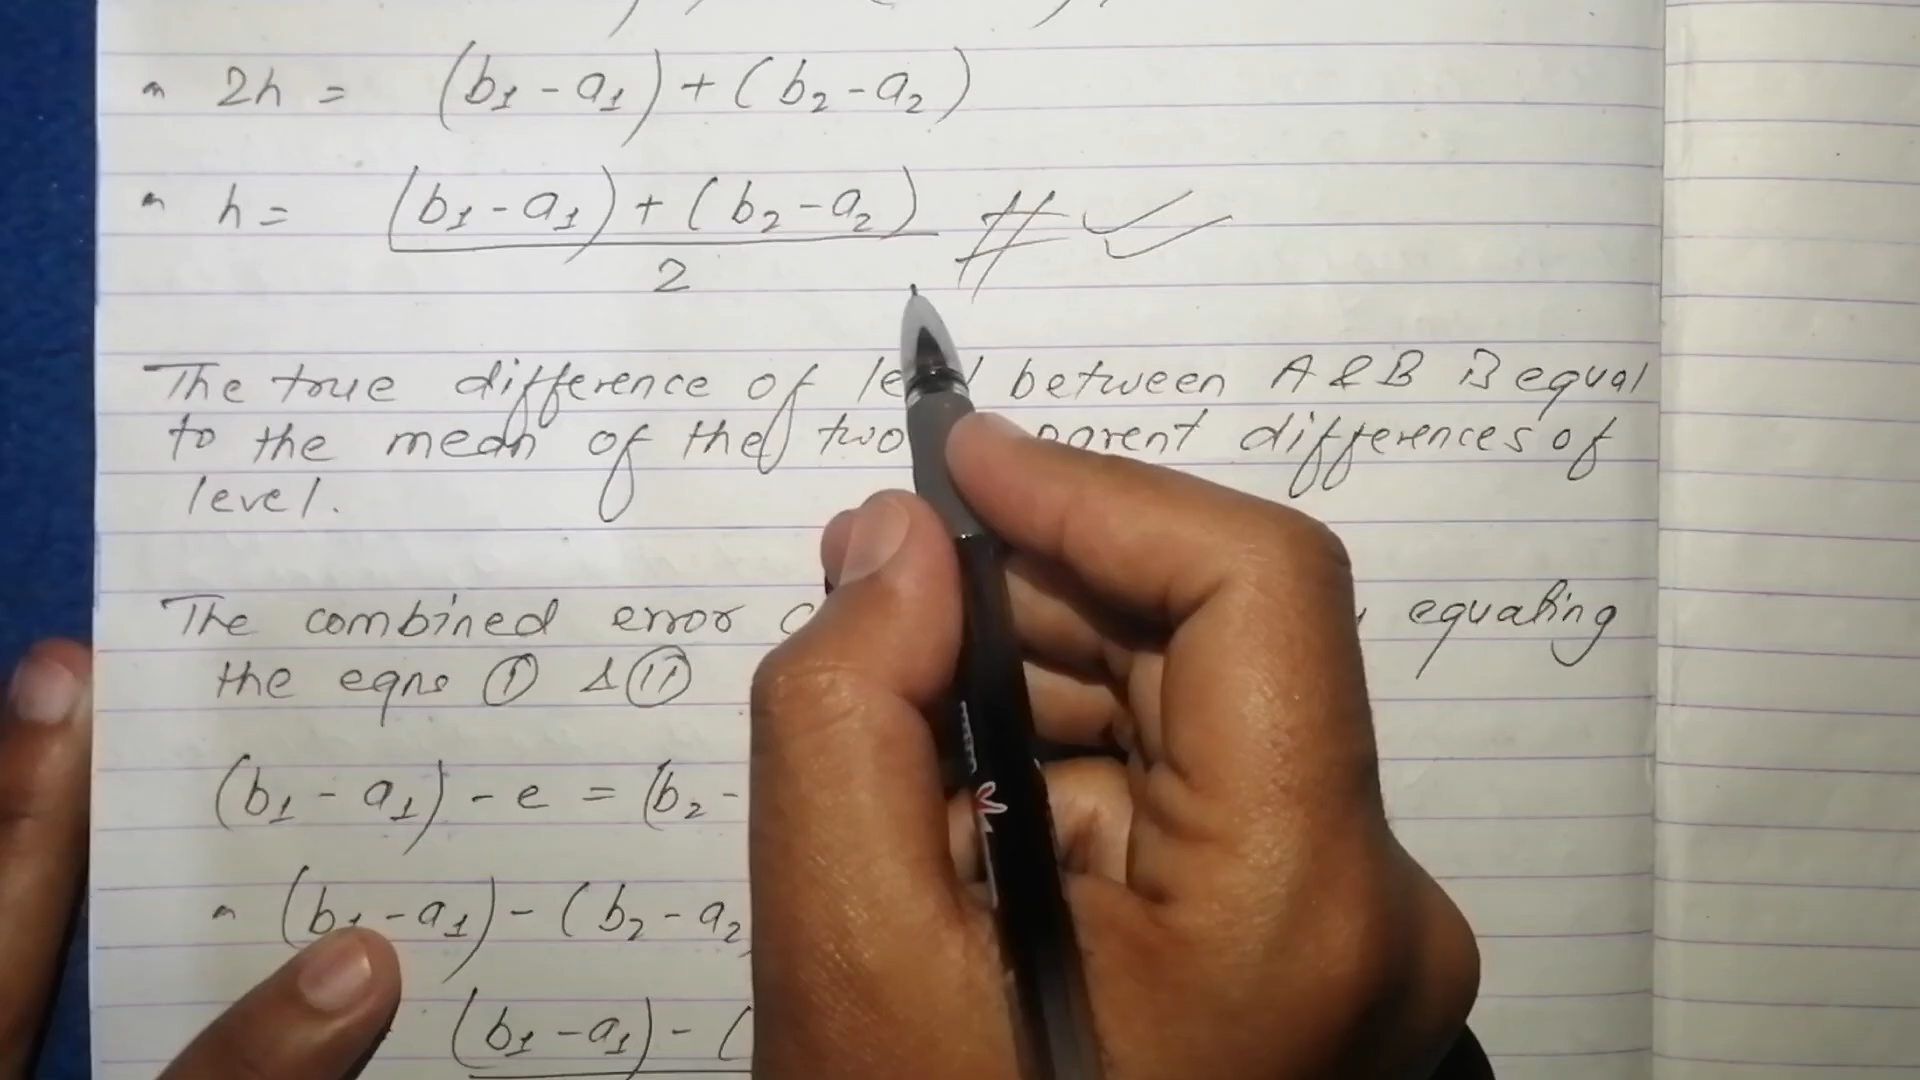 2h = (b1 - a1) + (b2 - a2)
h = (b1 - a1) + (b2 - a2) #
2
The true difference of between A & B is equal
to the mean of the two differences of
level.
The combined error equating
the eqns (I) & (II)
(b1 - a1) - e = (b2 -
(b1 - a1) - (b2 - a2
(b1 - a1) - (